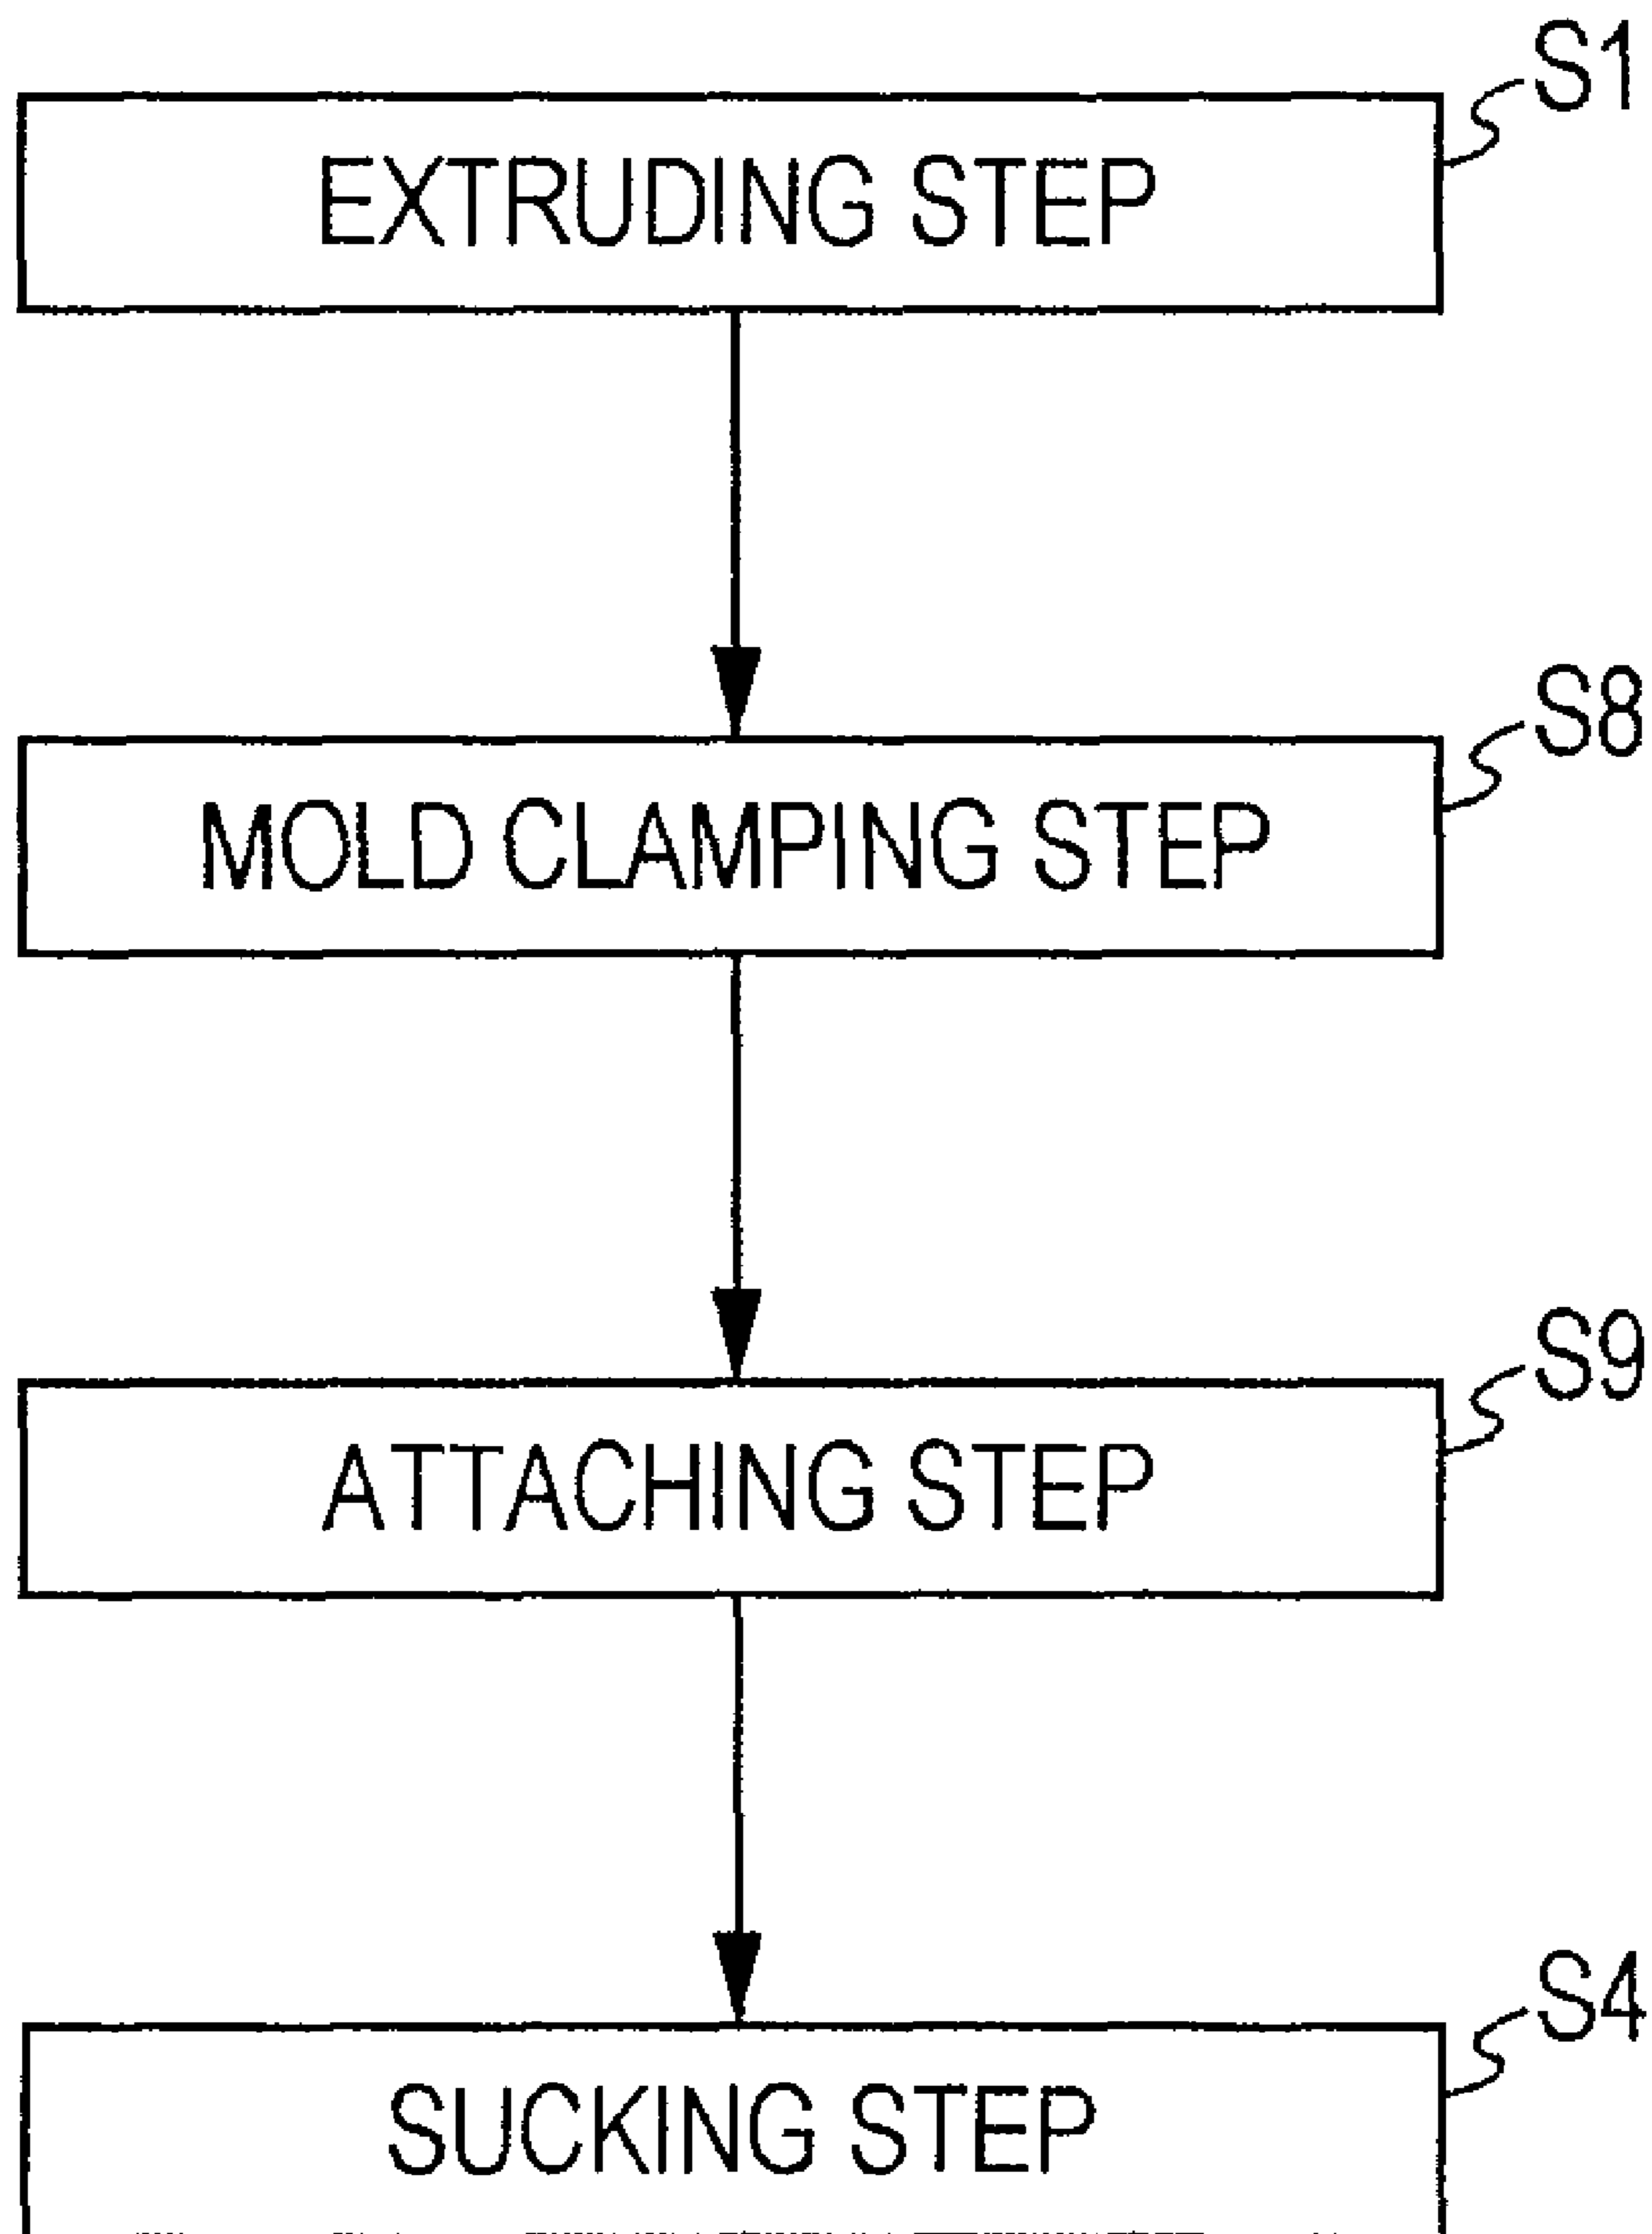 S1
EXTRUDING STEP
S8
MOLD CLAMPING STEP
S9
ATTACHING STEP
S4
SUCKING STEP